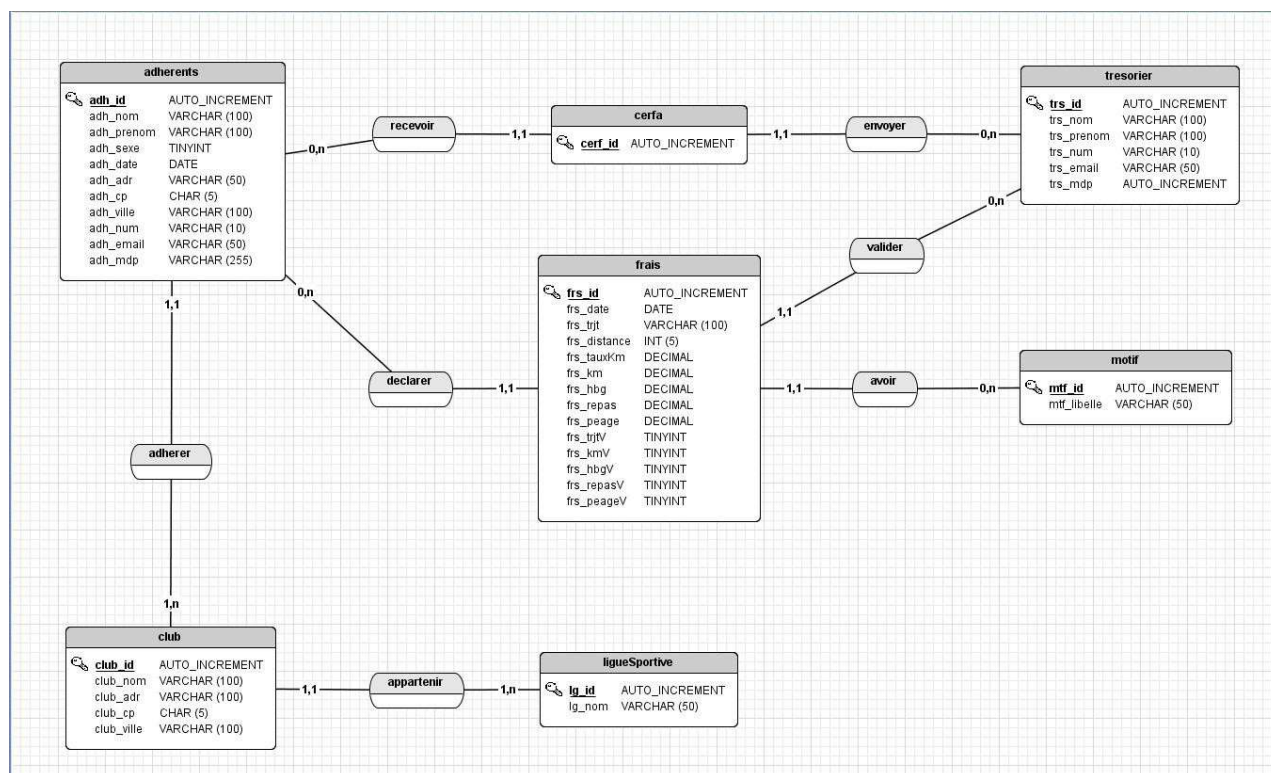 adherents
adh_id AUTO_INCREMENT
adh_nom VARCHAR (100)
adh_prenom VARCHAR (100)
adh_sexe TINYINT
adh_date DATE
adh_adr VARCHAR (50)
adh_cp CHAR (5)
adh_ville VARCHAR (100)
adh_num VARCHAR (10)
adh_email VARCHAR (50)
adh_mdp VARCHAR (255)
0,n
recevoir
1,1
cerfa
cerf_id AUTO_INCREMENT
1,1
envoyer
0,n
tresorier
trs_id AUTO_INCREMENT
trs_nom VARCHAR (100)
trs_prenom VARCHAR (100)
trs_num VARCHAR (10)
trs_email VARCHAR (50)
trs_mdp AUTO_INCREMENT
0,n
valider
1,1
0,n
declarer
1,1
frais
frs_id AUTO_INCREMENT
frs_date DATE
frs_trjt VARCHAR (100)
frs_distance INT (5)
frs_tauxKm DECIMAL
frs_km DECIMAL
frs_hbg DECIMAL
frs_repas DECIMAL
frs_peage DECIMAL
frs_trjtV TINYINT
frs_kmV TINYINT
frs_hbgV TINYINT
frs_repasV TINYINT
frs_peageV TINYINT
1,1
avoir
0,n
motif
mtf_id AUTO_INCREMENT
mtf_libelle VARCHAR (50)
1,1
adherer
1,n
club
club_id AUTO_INCREMENT
club_nom VARCHAR (100)
club_adr VARCHAR (100)
club_cp CHAR (5)
club_ville VARCHAR (100)
1,1
appartenir
1,n
ligueSportive
lg_id AUTO_INCREMENT
lg_nom VARCHAR (50)